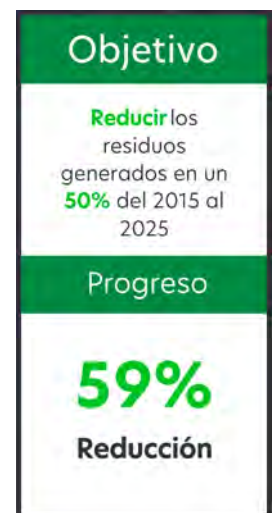 Objetivo
Reducir los
residuos
generados en un
50% del 2015 al
2025
Progreso
59%
Reducción